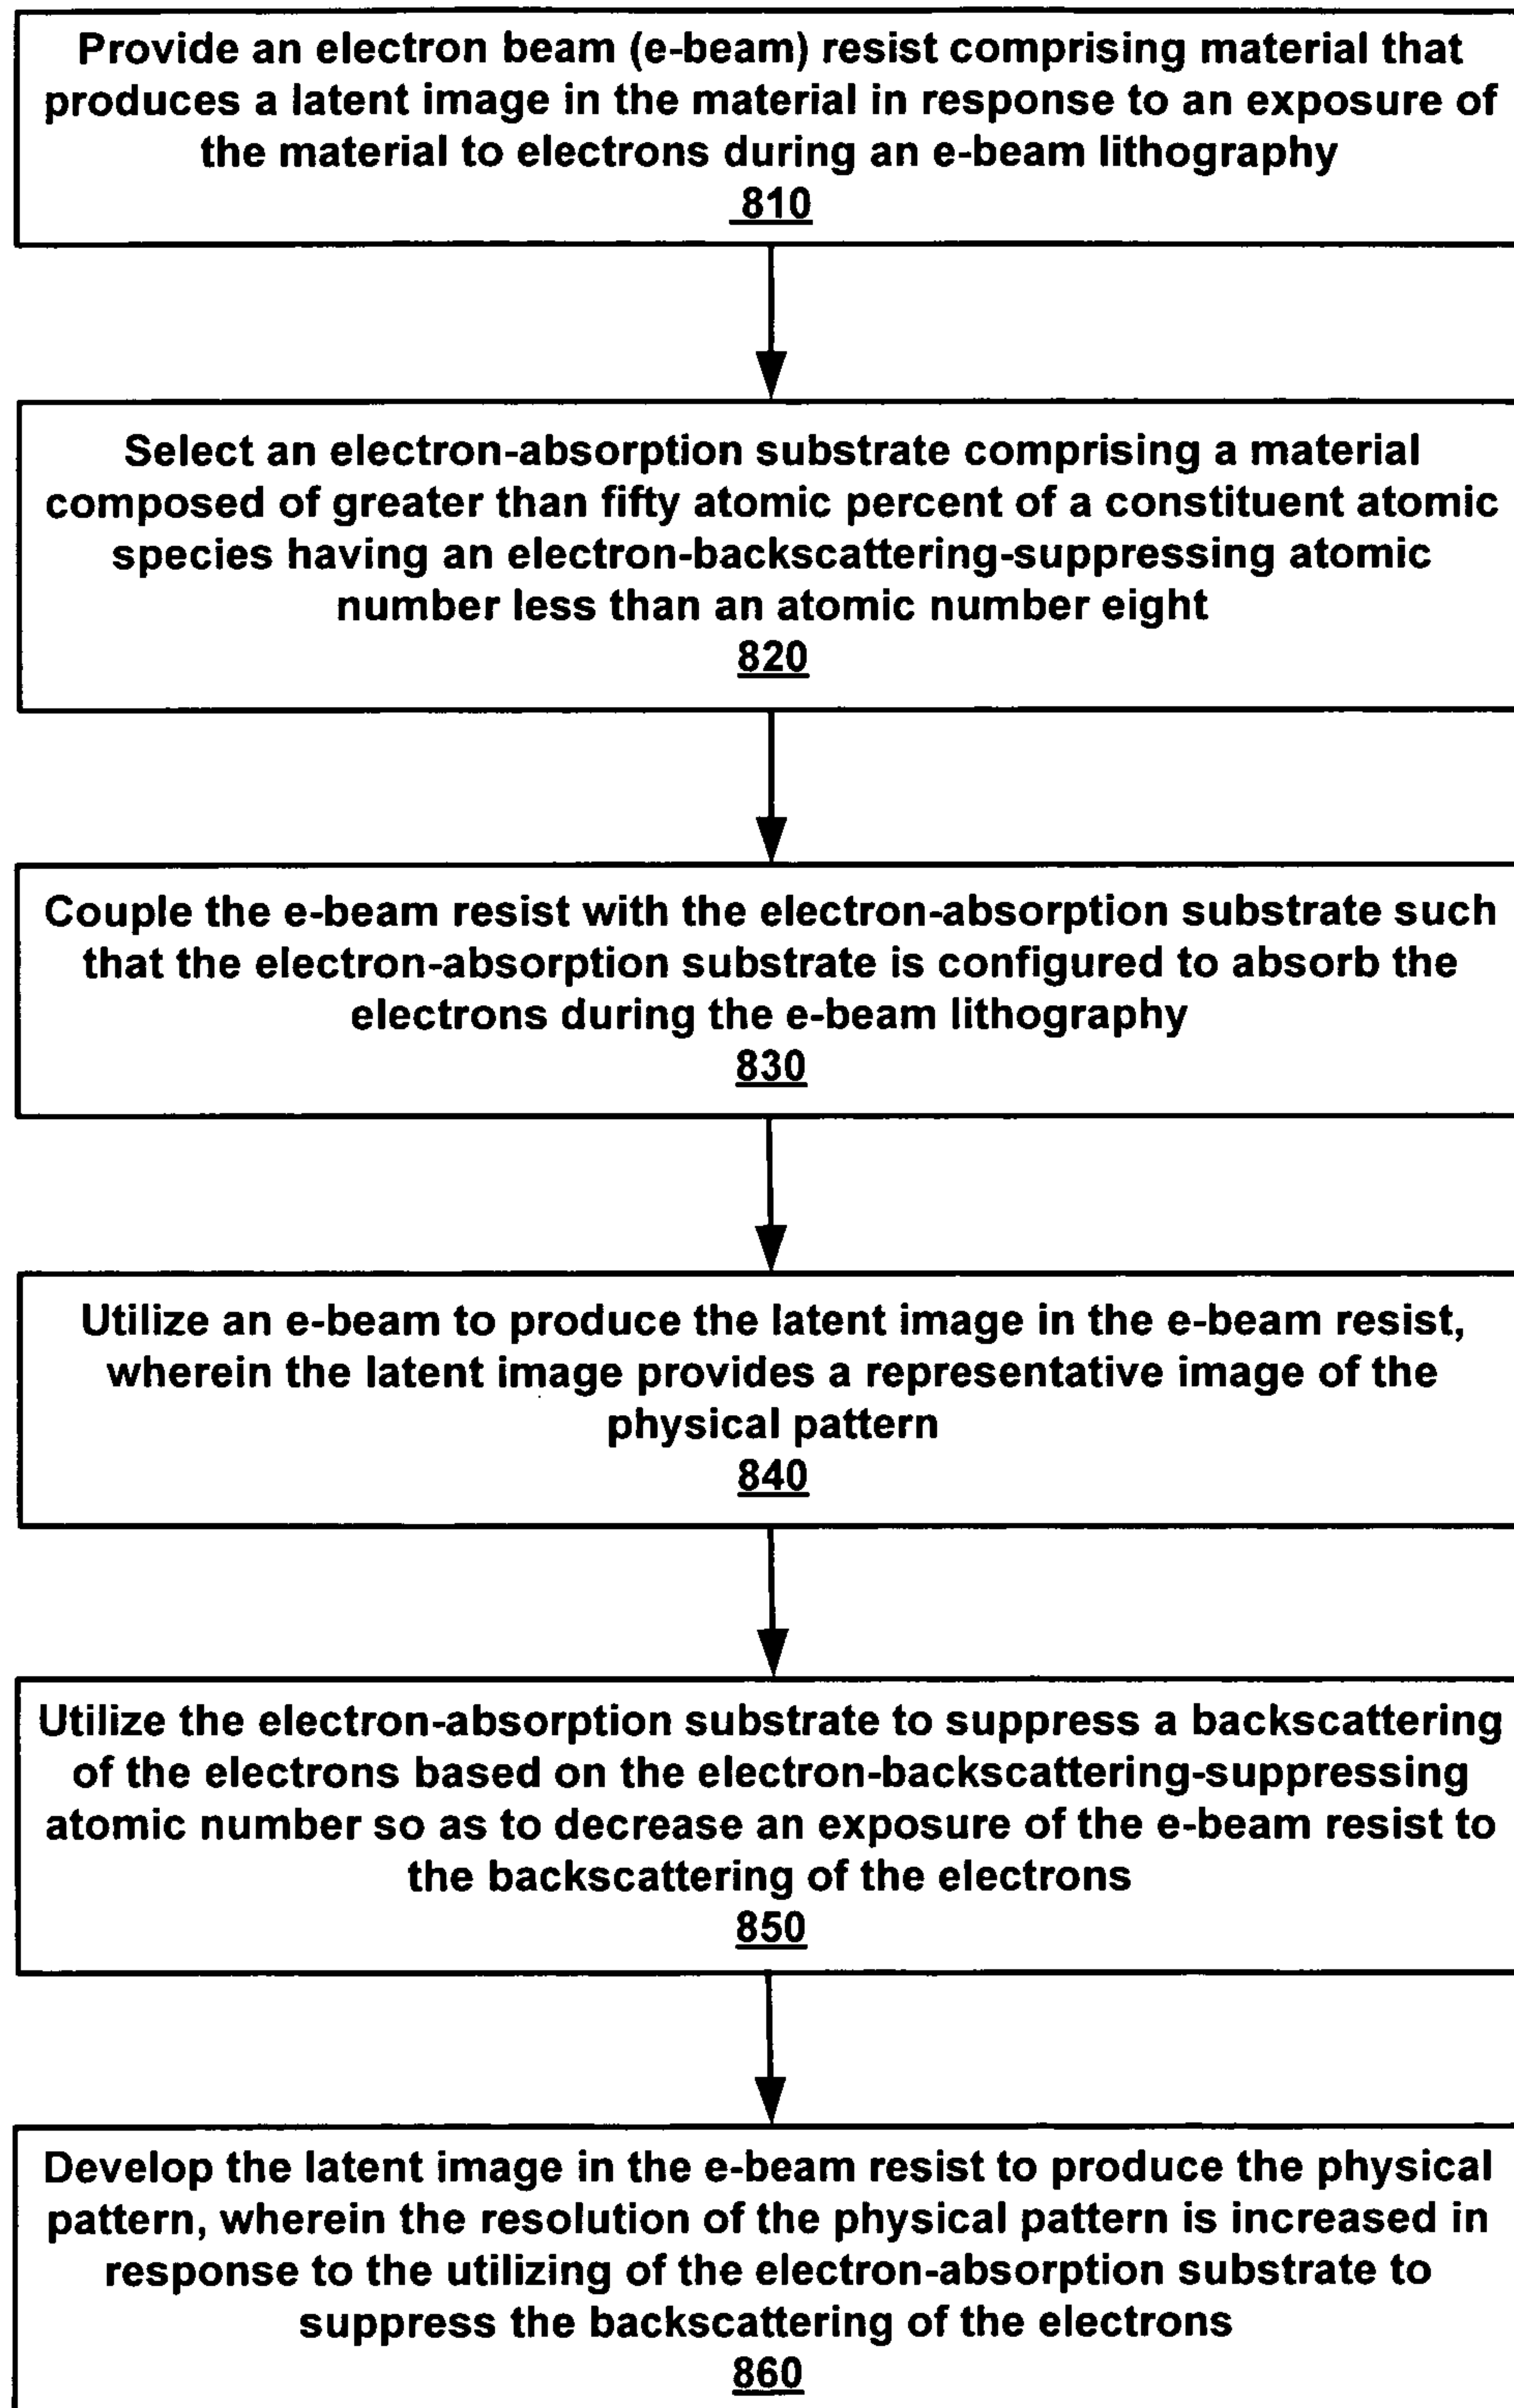 Provide an electron beam (e-beam) resist comprising material that
produces a latent image in the material in response to an exposure of
the material to electrons during an e-beam lithography
810
Select an electron-absorption substrate comprising a material
composed of greater than fifty atomic percent of a constituent atomic
species having an electron-backscattering-suppressing atomic
number less than an atomic number eight
820
Couple the e-beam resist with the electron-absorption substrate such
that the electron-absorption substrate is configured to absorb the
electrons during the e-beam lithography
830
Utilize an e-beam to produce the latent image in the e-beam resist,
wherein the latent image provides a representative image of the
physical pattern
840
Utilize the electron-absorption substrate to suppress a backscattering
of the electrons based on the electron-backscattering-suppressing
atomic number so as to decrease an exposure of the e-beam resist to
the backscattering of the electrons
850
Develop the latent image in the e-beam resist to produce the physical
pattern, wherein the resolution of the physical pattern is increased in
response to the utilizing of the electron-absorption substrate to
suppress the backscattering of the electrons
860